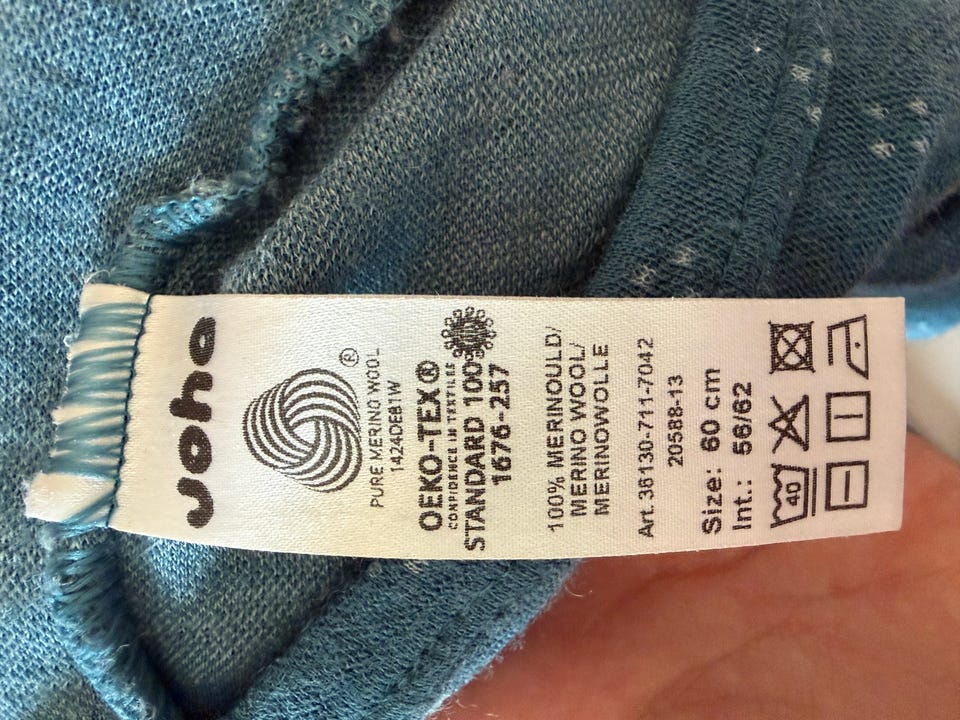 Joha
®
PURE MERINO WOOL
1424DE81W
OEKO-TEX®
CONFIDENCE IN TEXTILES
STANDARD 100
1676-257
100% MERINOULD/
MERINO WOOL/
MERINOWOLLE
Art. 36130-711-7042
20588-13
Size: 60 cm
Int.: 56/62
40